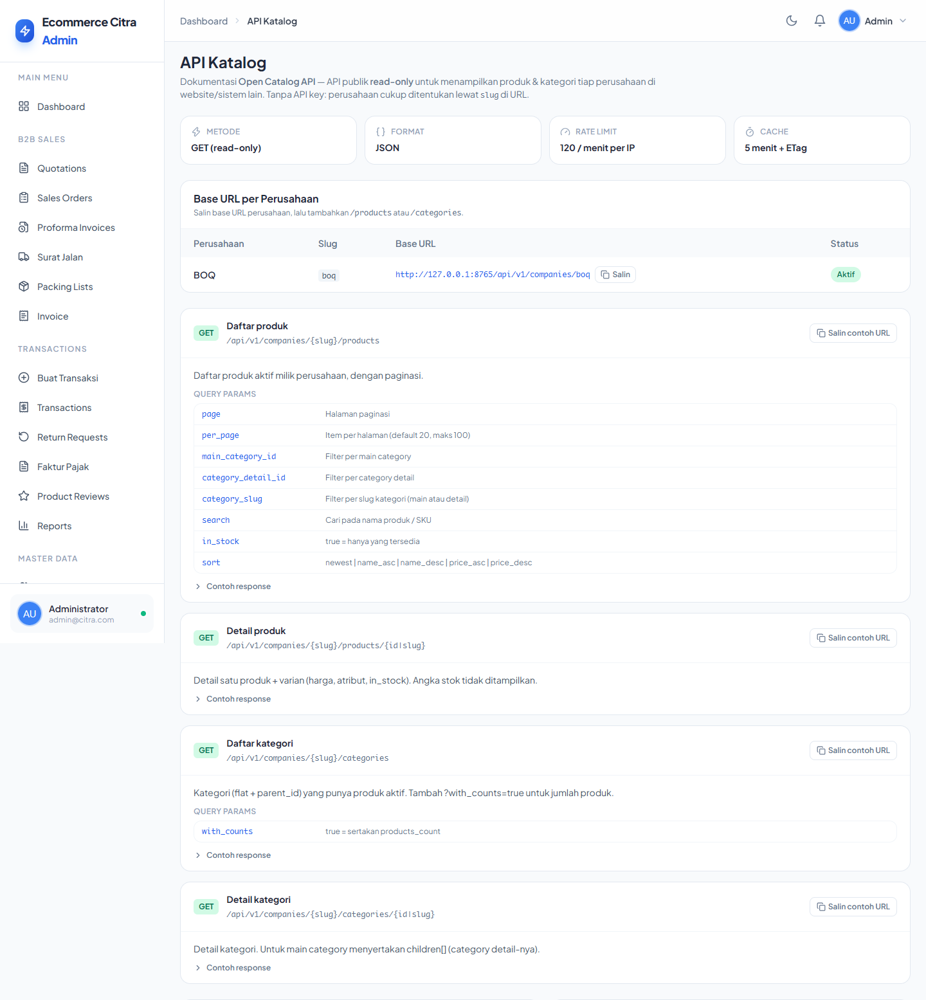 Ecommerce Citra
Admin
MAIN MENU
Dashboard
B2B SALES
Quotations
Sales Orders
Proforma Invoices
Surat Jalan
Packing Lists
Invoice
TRANSACTIONS
Buat Transaksi
Transactions
Return Requests
Faktur Pajak
Product Reviews
Reports
MASTER DATA
AU
Administrator
admin@citra.com
Dashboard API Katalog
AU Admin
API Katalog
Dokumentasi Open Catalog API — API publik read-only untuk menampilkan produk & kategori tiap perusahaan di
website/sistem lain. Tanpa API key: perusahaan cukup ditentukan lewat slug di URL.
METODE
GET (read-only)
FORMAT
JSON
RATE LIMIT
120 / menit per IP
CACHE
5 menit + ETag
Base URL per Perusahaan
Salin base URL perusahaan, lalu tambahkan /products atau /categories.
Perusahaan Slug Base URL Status
BOQ boq http://127.0.0.1:8765/api/v1/companies/boq Salin Aktif
GET
Daftar produk
/api/v1/companies/{slug}/products
Salin contoh URL
Daftar produk aktif milik perusahaan, dengan paginasi.
QUERY PARAMS
page Halaman paginasi
per_page Item per halaman (default 20, maks 100)
main_category_id Filter per main category
category_detail_id Filter per category detail
category_slug Filter per slug kategori (main atau detail)
search Cari pada nama produk / SKU
in_stock true = hanya yang tersedia
sort newest | name_asc | name_desc | price_asc | price_desc
Contoh response
GET
Detail produk
/api/v1/companies/{slug}/products/{id|slug}
Salin contoh URL
Detail satu produk + varian (harga, atribut, in_stock). Angka stok tidak ditampilkan.
Contoh response
GET
Daftar kategori
/api/v1/companies/{slug}/categories
Salin contoh URL
Kategori (flat + parent_id) yang punya produk aktif. Tambah ?with_counts=true untuk jumlah produk.
QUERY PARAMS
with_counts true = sertakan products_count
Contoh response
GET
Detail kategori
/api/v1/companies/{slug}/categories/{id|slug}
Salin contoh URL
Detail kategori. Untuk main category menyertakan children[] (category detail-nya).
Contoh response